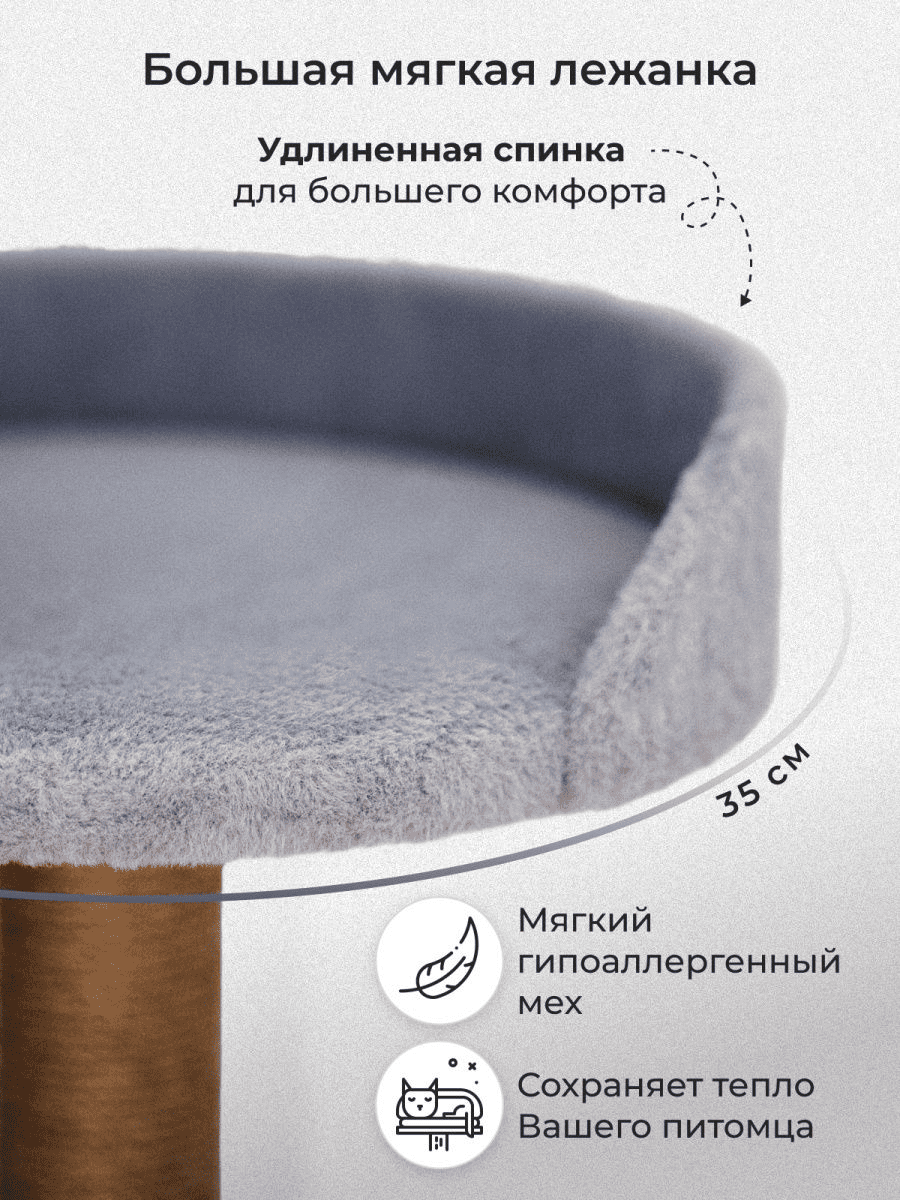 Большая мягкая лежанка
Удлиненная спинка
для большего комфорта
35 см
Мягкий
гипоаллергенный
мех
Сохраняет тепло
Вашего питомца